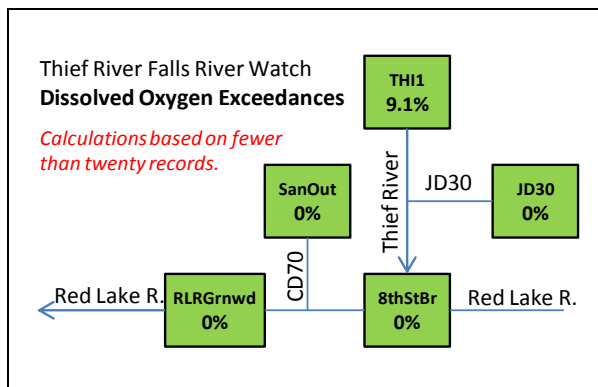 Thief River Falls River Watch
Dissolved Oxygen Exceedances
Calculations based on fewer
than twenty records.
THI1
9.1%
Thief River
JD30
JD30
0%
SanOut
0%
CD70
Red Lake R.
RLRGrnwd
0%
8thStBr
0%
Red Lake R.